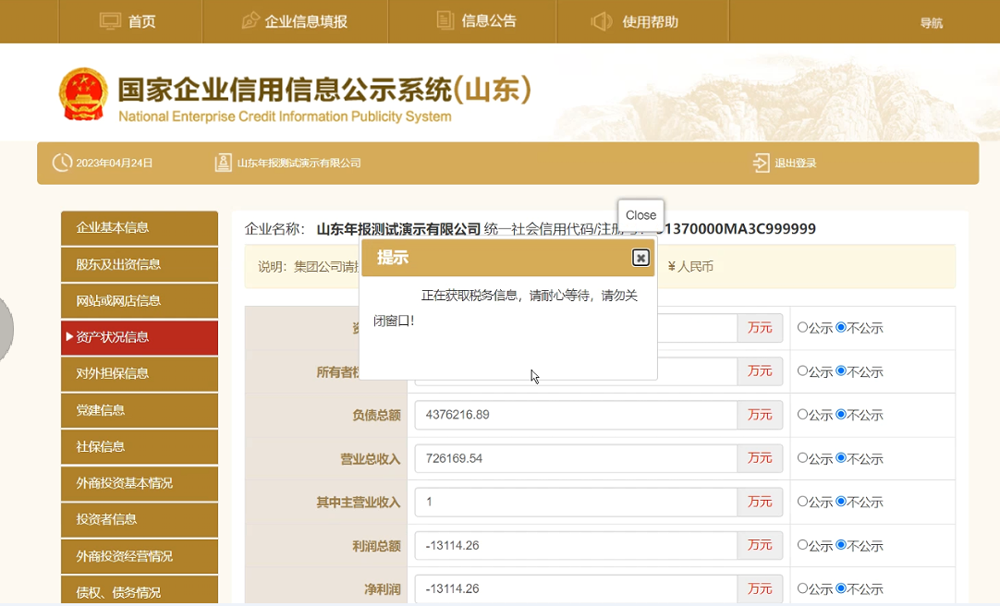 首页 企业信息填报 信息公告 使用帮助 导航
国家企业信用信息公示系统(山东)
National Enterprise Credit Information Publicity System
2023年04月24日 山东年报测试演示有限公司 退出登录
企业基本信息
股东及出资信息
网站或网店信息
资产状况信息
对外担保信息
党建信息
社保信息
外商投资基本情况
投资者信息
外商投资经营情况
债权、债务情况
Close
企业名称: 山东年报测试演示有限公司 统一社会信用代码/注册 1370000MA3C999999
说明: 集团公司请 ¥人民币
提示
正在获取税务信息，请耐心等待，请勿关
闭窗口!
万元 公示 不公示
所有者 万元 公示 不公示
负债总额 4376216.89 万元 公示 不公示
营业总收入 726169.54 万元 公示 不公示
其中主营业收入 1 万元 公示 不公示
利润总额 -13114.26 万元 公示 不公示
净利润 -13114.26 万元 公示 不公示